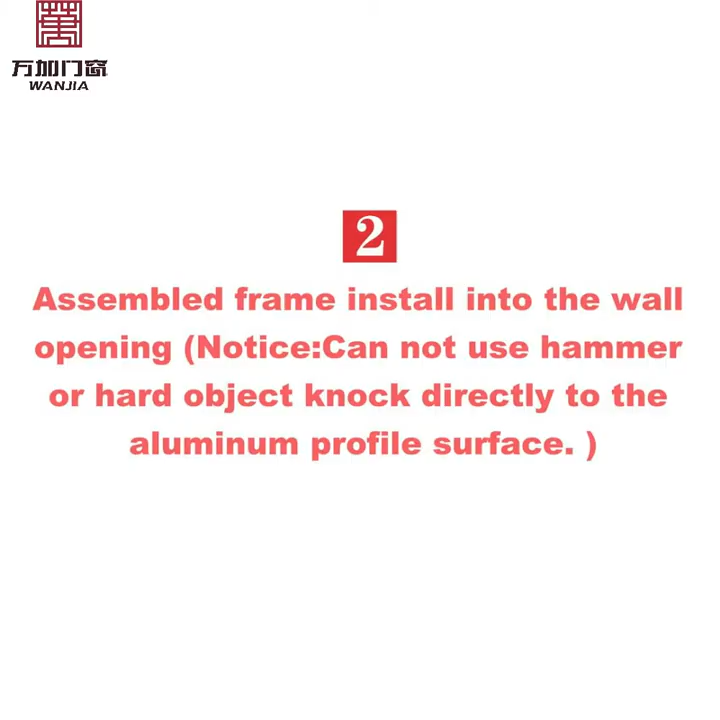 萬
万加门窗
WANJIA
2
Assembled frame install into the wall
opening (Notice:Can not use hammer
or hard object knock directly to the
aluminum profile surface. )